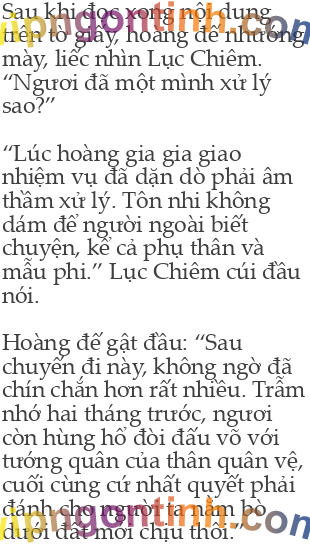 Sau khi đọc xong nội dung
trên tờ giấy, hoàng đế nhướng
mày, liếc nhìn Lục Chiêm.
“Ngươi đã một mình xử lý
sao?”
“Lúc hoàng gia gia giao
nhiệm vụ đã dặn dò phải âm
thầm xử lý. Tôn nhi không
dám để người ngoài biết
chuyện, kể cả phụ thân và
mẫu phi.” Lục Chiêm cúi đầu
nói.
Hoàng đế gật đầu: “Sau
chuyến đi này, không ngờ đã
chín chắn hơn rất nhiều. Trẫm
nhớ hai tháng trước, ngươi
còn hùng hổ đòi đấu võ với
tướng quân của thân quân vệ,
cuối cùng cứ nhất quyết phải
đánh cho người ta nằm bò
dưới đất mới chịu thôi.”
vipngontinh.com
vipngontinh.com